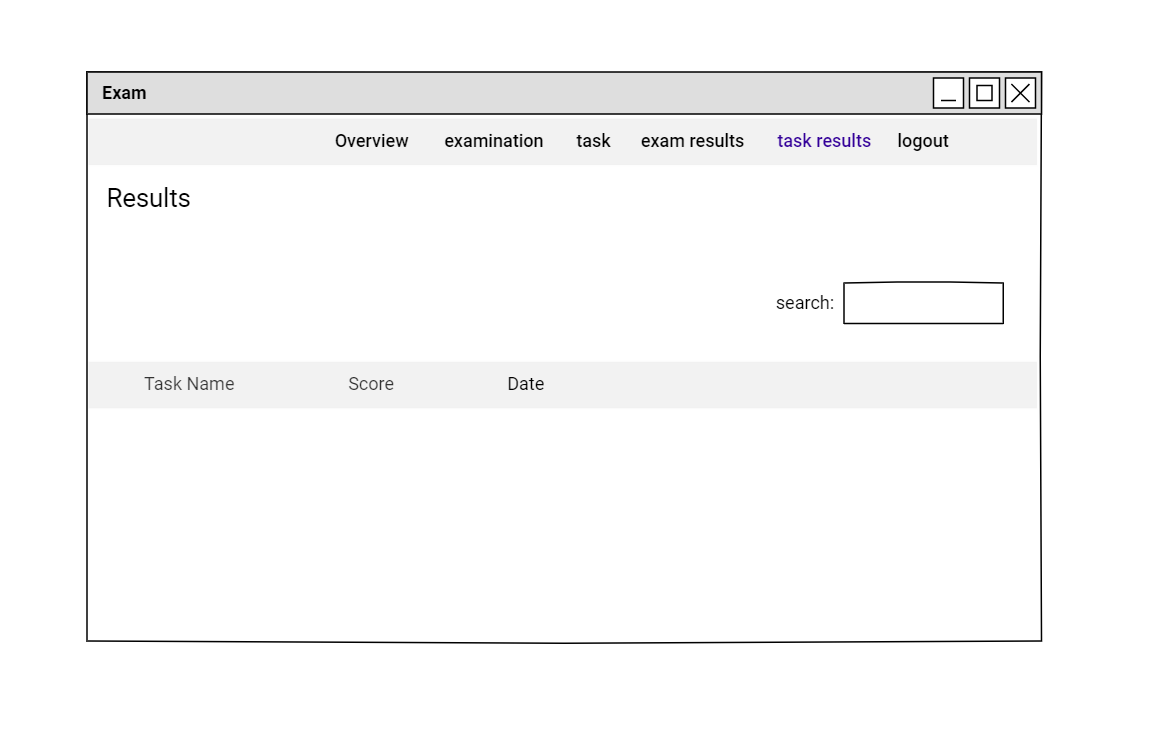 Exam
Overview examination task exam results task results logout
Results
search:
Task Name Score Date